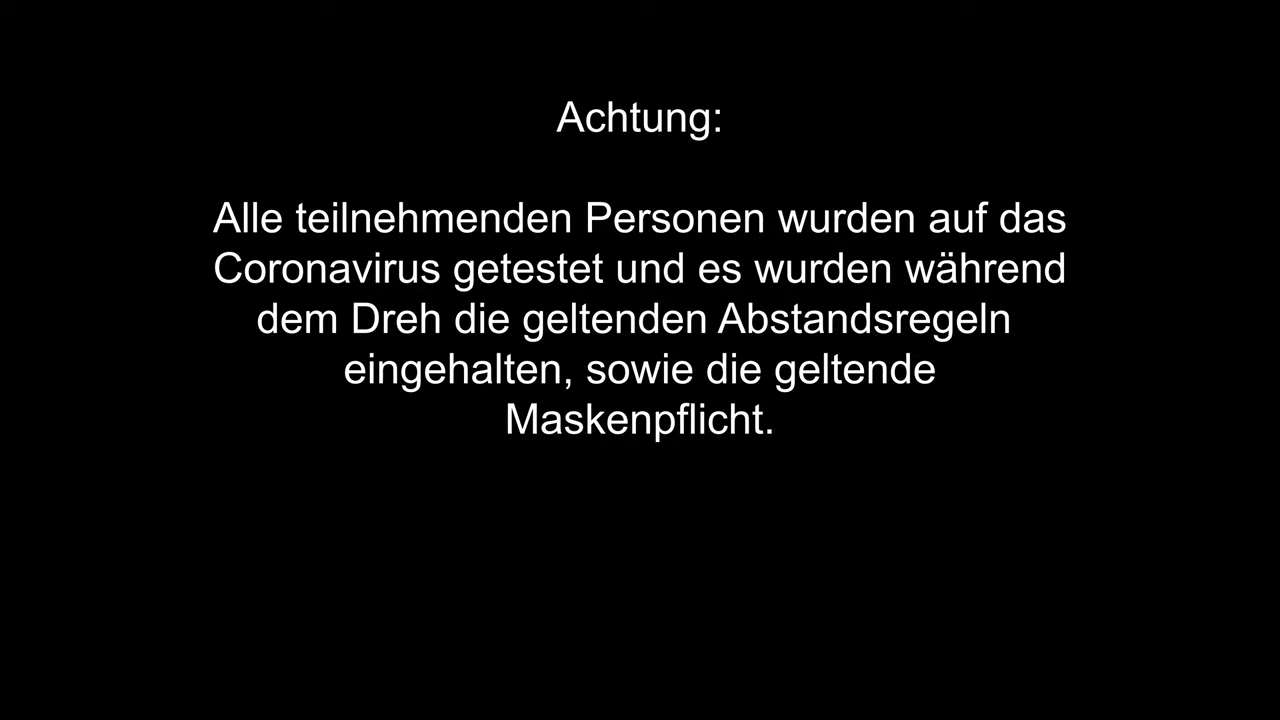 Achtung:
Alle teilnehmenden Personen wurden auf das
Coronavirus getestet und es wurden während
dem Dreh die geltenden Abstandsregeln
eingehalten, sowie die geltende
Maskenpflicht.